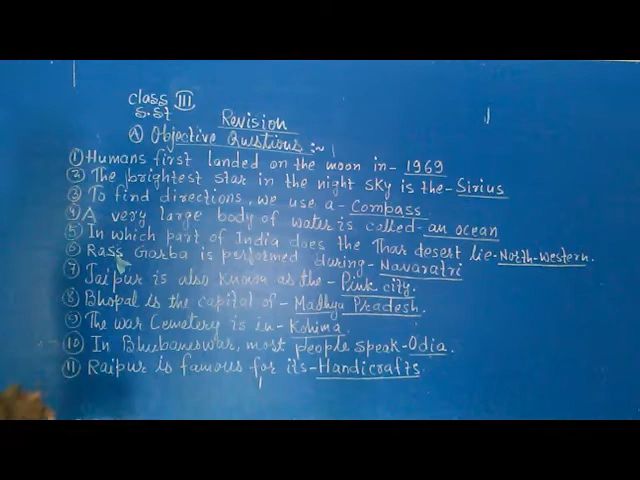 class III
S.St
Revision
(A) Objective Questions :~
(1) Humans first landed on the moon in- 1969
(2) The brightest star in the night sky is the- Sirius
(3) To find directions, we use a- Compass
(4) A very large body of water is called- an ocean
(5) In which part of India does the Thar desert lie- North-Western.
(6) Rass Garba is performed during- Navaratri
(7) Jaipur is also known as the- Pink city.
(8) Bhopal is the capital of- Madhya Pradesh.
(9) The war Cemetery is in- Kohima.
(10) In Bhubaneswar, most people speak- Odia.
(11) Raipur is famous for its- Handicrafts.